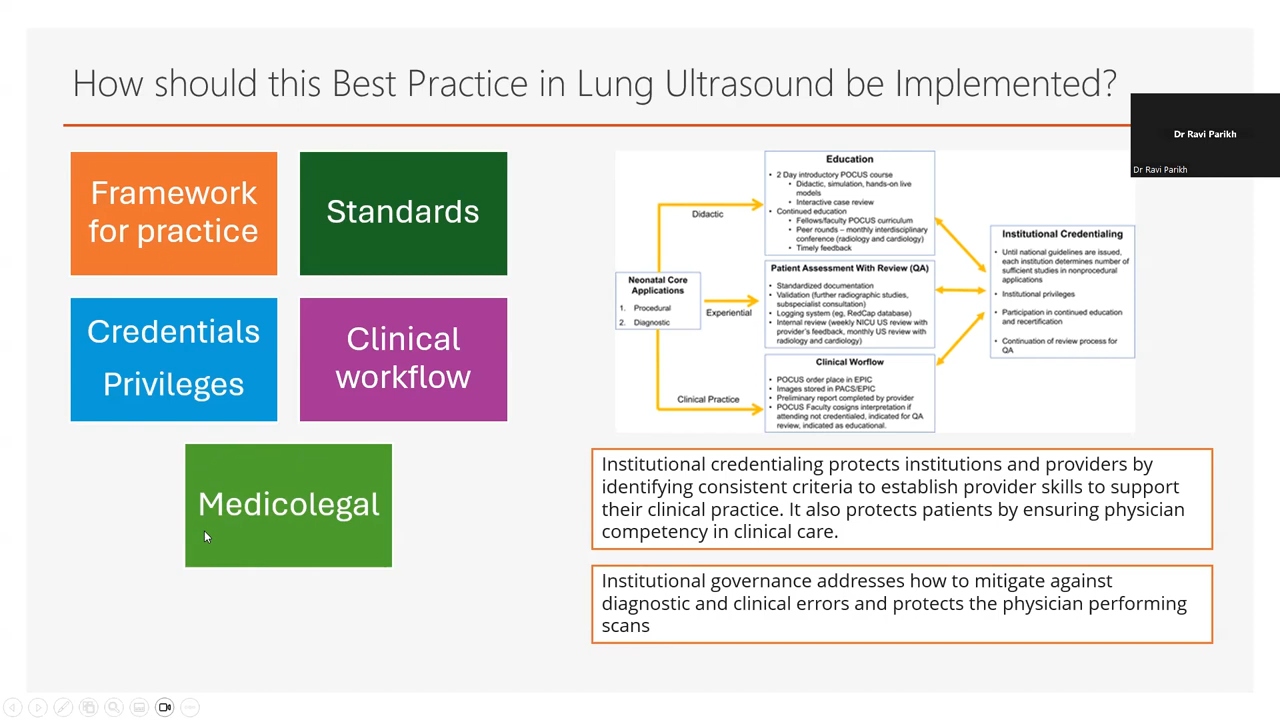 How should this Best Practice in Lung Ultrasound be Implemented?
Dr Ravi Parikh
Dr Ravi Parikh
Framework
for practice
Standards
Credentials
Privileges
Clinical
workflow
Medicolegal
Neonatal Core
Applications
1. Procedural
2. Diagnostic
Didactic
Experiential
Clinical Practice
Education
• 2 Day introductory POCUS course
• Didactic, simulation, hands-on live
models
• Interactive case review
• Continued education
• Fellows/faculty POCUS curriculum
• Peer rounds – monthly interdisciplinary
conference (radiology and cardiology)
• Timely feedback
Patient Assessment With Review (QA)
• Standardized documentation
• Validation (further radiographic studies,
subspecialist consultation)
• Logging system (eg, RedCap database)
• Internal review (weekly NICU US review with
provider's feedback, monthly US review with
radiology and cardiology)
Clinical Worflow
• POCUS order place in EPIC
• Images stored in PACS/EPIC
• Preliminary report completed by provider
• POCUS Faculty cosigns interpretation if
attending not credentialed, indicated for QA
review, indicated as educational.
Institutional Credentialing
• Until national guidelines are issued,
each institution determines number of
sufficient studies in nonprocedural
applications
• Institutional privileges
• Participation in continued education
and recertification
• Continuation of review process for
QA
Institutional credentialing protects institutions and providers by
identifying consistent criteria to establish provider skills to support
their clinical practice. It also protects patients by ensuring physician
competency in clinical care.
Institutional governance addresses how to mitigate against
diagnostic and clinical errors and protects the physician performing
scans